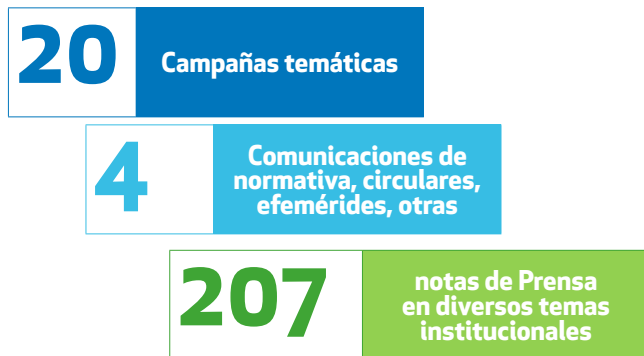 20
Campañas temáticas
4
Comunicaciones de
normativa, circulares,
efemérides, otras
207
notas de Prensa
en diversos temas
institucionales